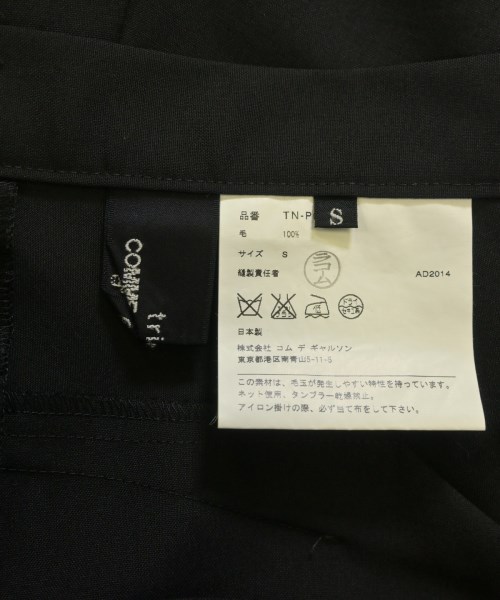 品番 TN-P
S
毛 100%
サイズ S
縫製責任者
コム
AD2014
日本製
株式会社 コム デ ギャルソン
東京都港区南青山5-11-5
この素材は、毛玉が発生しやすい特性を持っています。
ネット使用、タンブラー乾燥禁止。
アイロン掛けの際、必ず当て布をして下さい。
COMME
tri